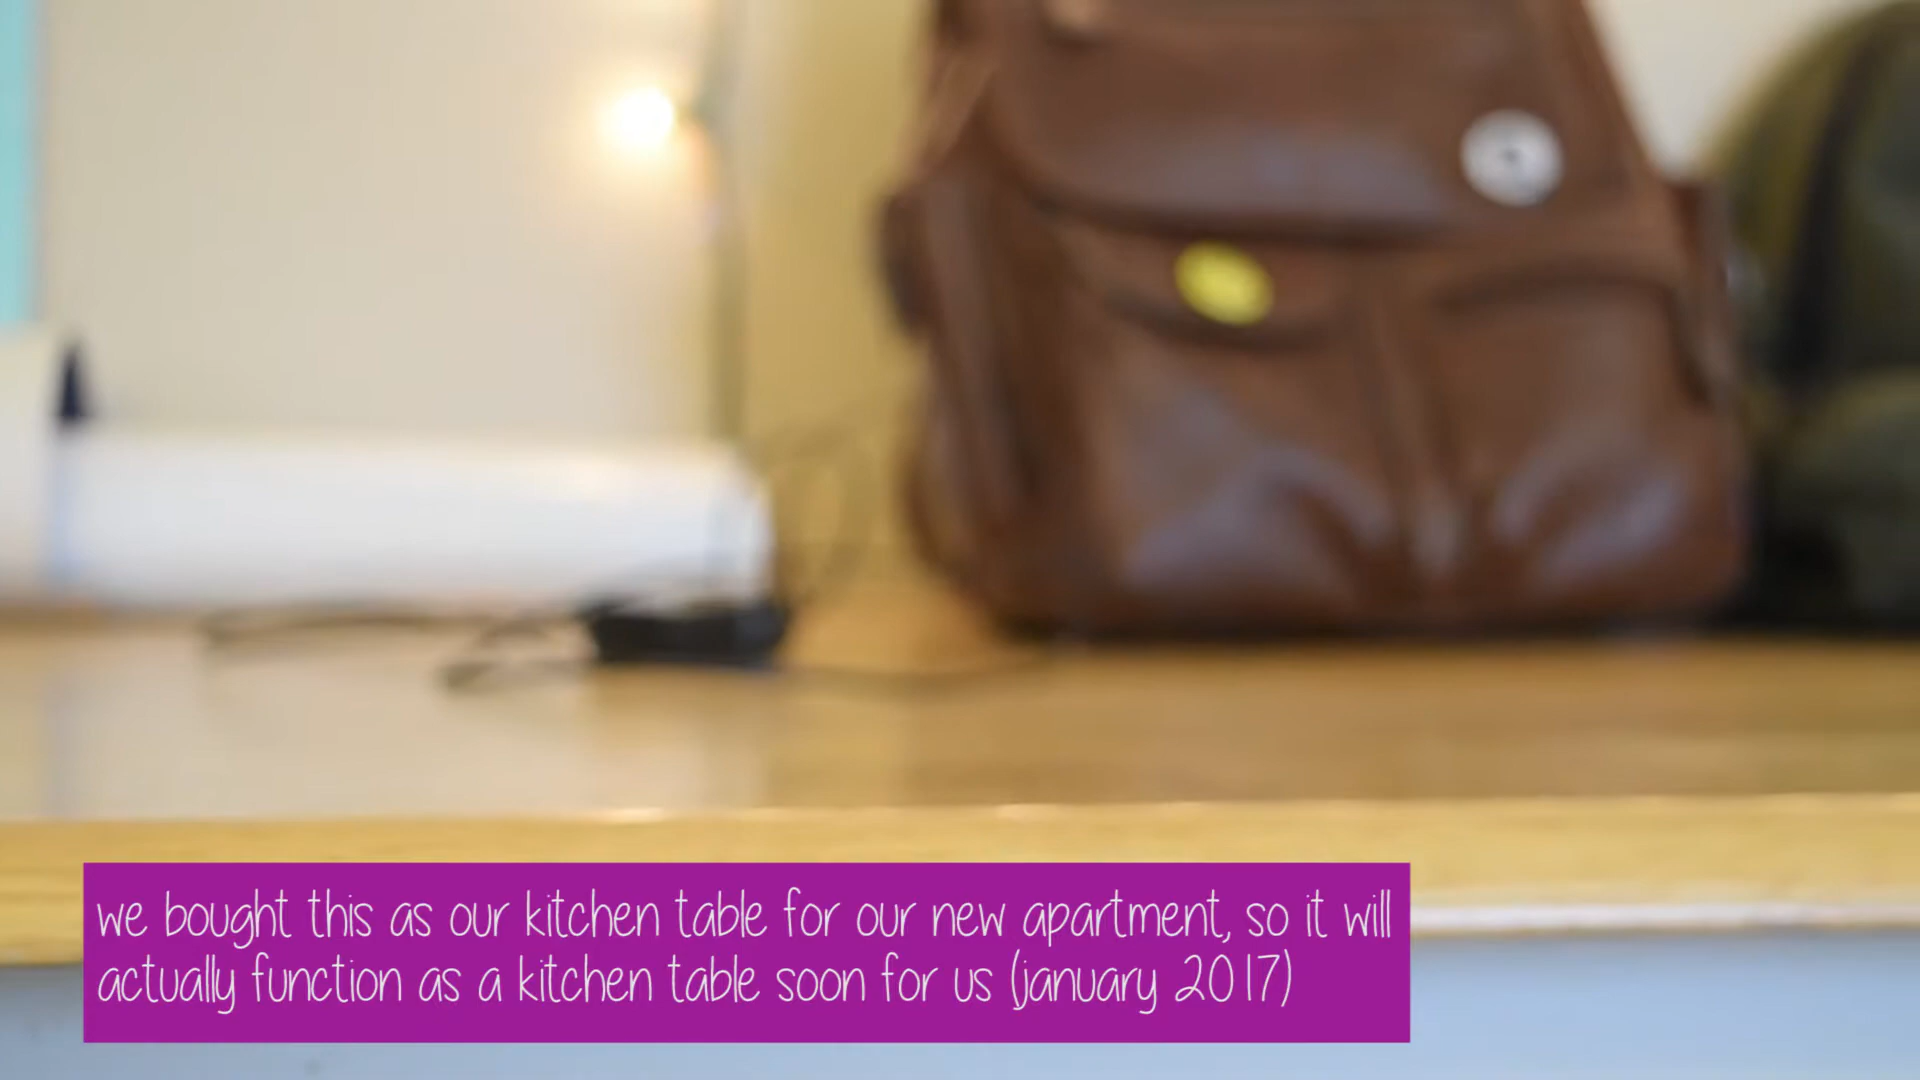 we bought this as our kitchen table for our new apartment, so it will
actually function as a kitchen table soon for us (january 2017)